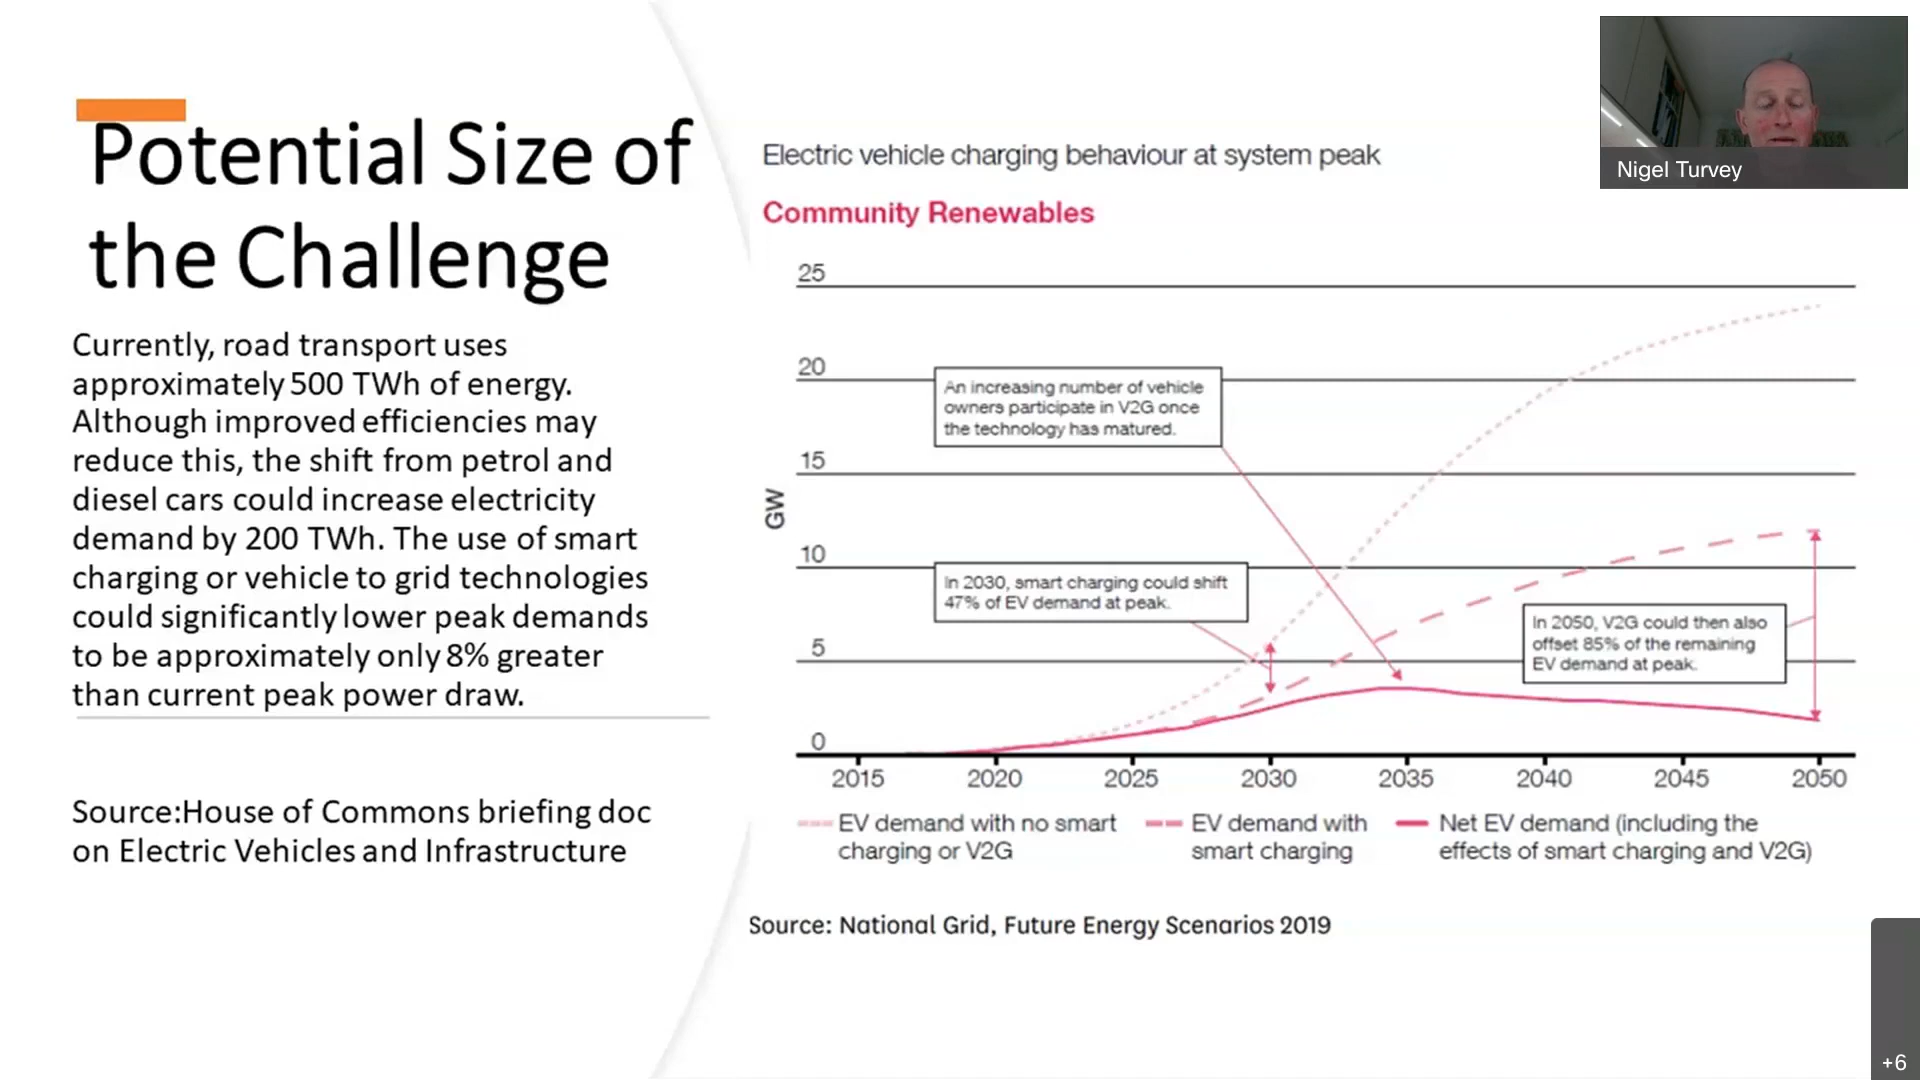 Potential Size of
the Challenge
Currently, road transport uses
approximately 500 TWh of energy.
Although improved efficiencies may
reduce this, the shift from petrol and
diesel cars could increase electricity
demand by 200 TWh. The use of smart
charging or vehicle to grid technologies
could significantly lower peak demands
to be approximately only 8% greater
than current peak power draw.
Source:House of Commons briefing doc
on Electric Vehicles and Infrastructure
Electric vehicle charging behaviour at system peak
Community Renewables
25
20
15
10
5
0
GW
An increasing number of vehicle
owners participate in V2G once
the technology has matured.
In 2030, smart charging could shift
47% of EV demand at peak.
In 2050, V2G could then also
offset 85% of the remaining
EV demand at peak.
2015 2020 2025 2030 2035 2040 2045 2050
EV demand with no smart
charging or V2G
EV demand with
smart charging
Net EV demand (including the
effects of smart charging and V2G)
Source: National Grid, Future Energy Scenarios 2019
Nigel Turvey
+6